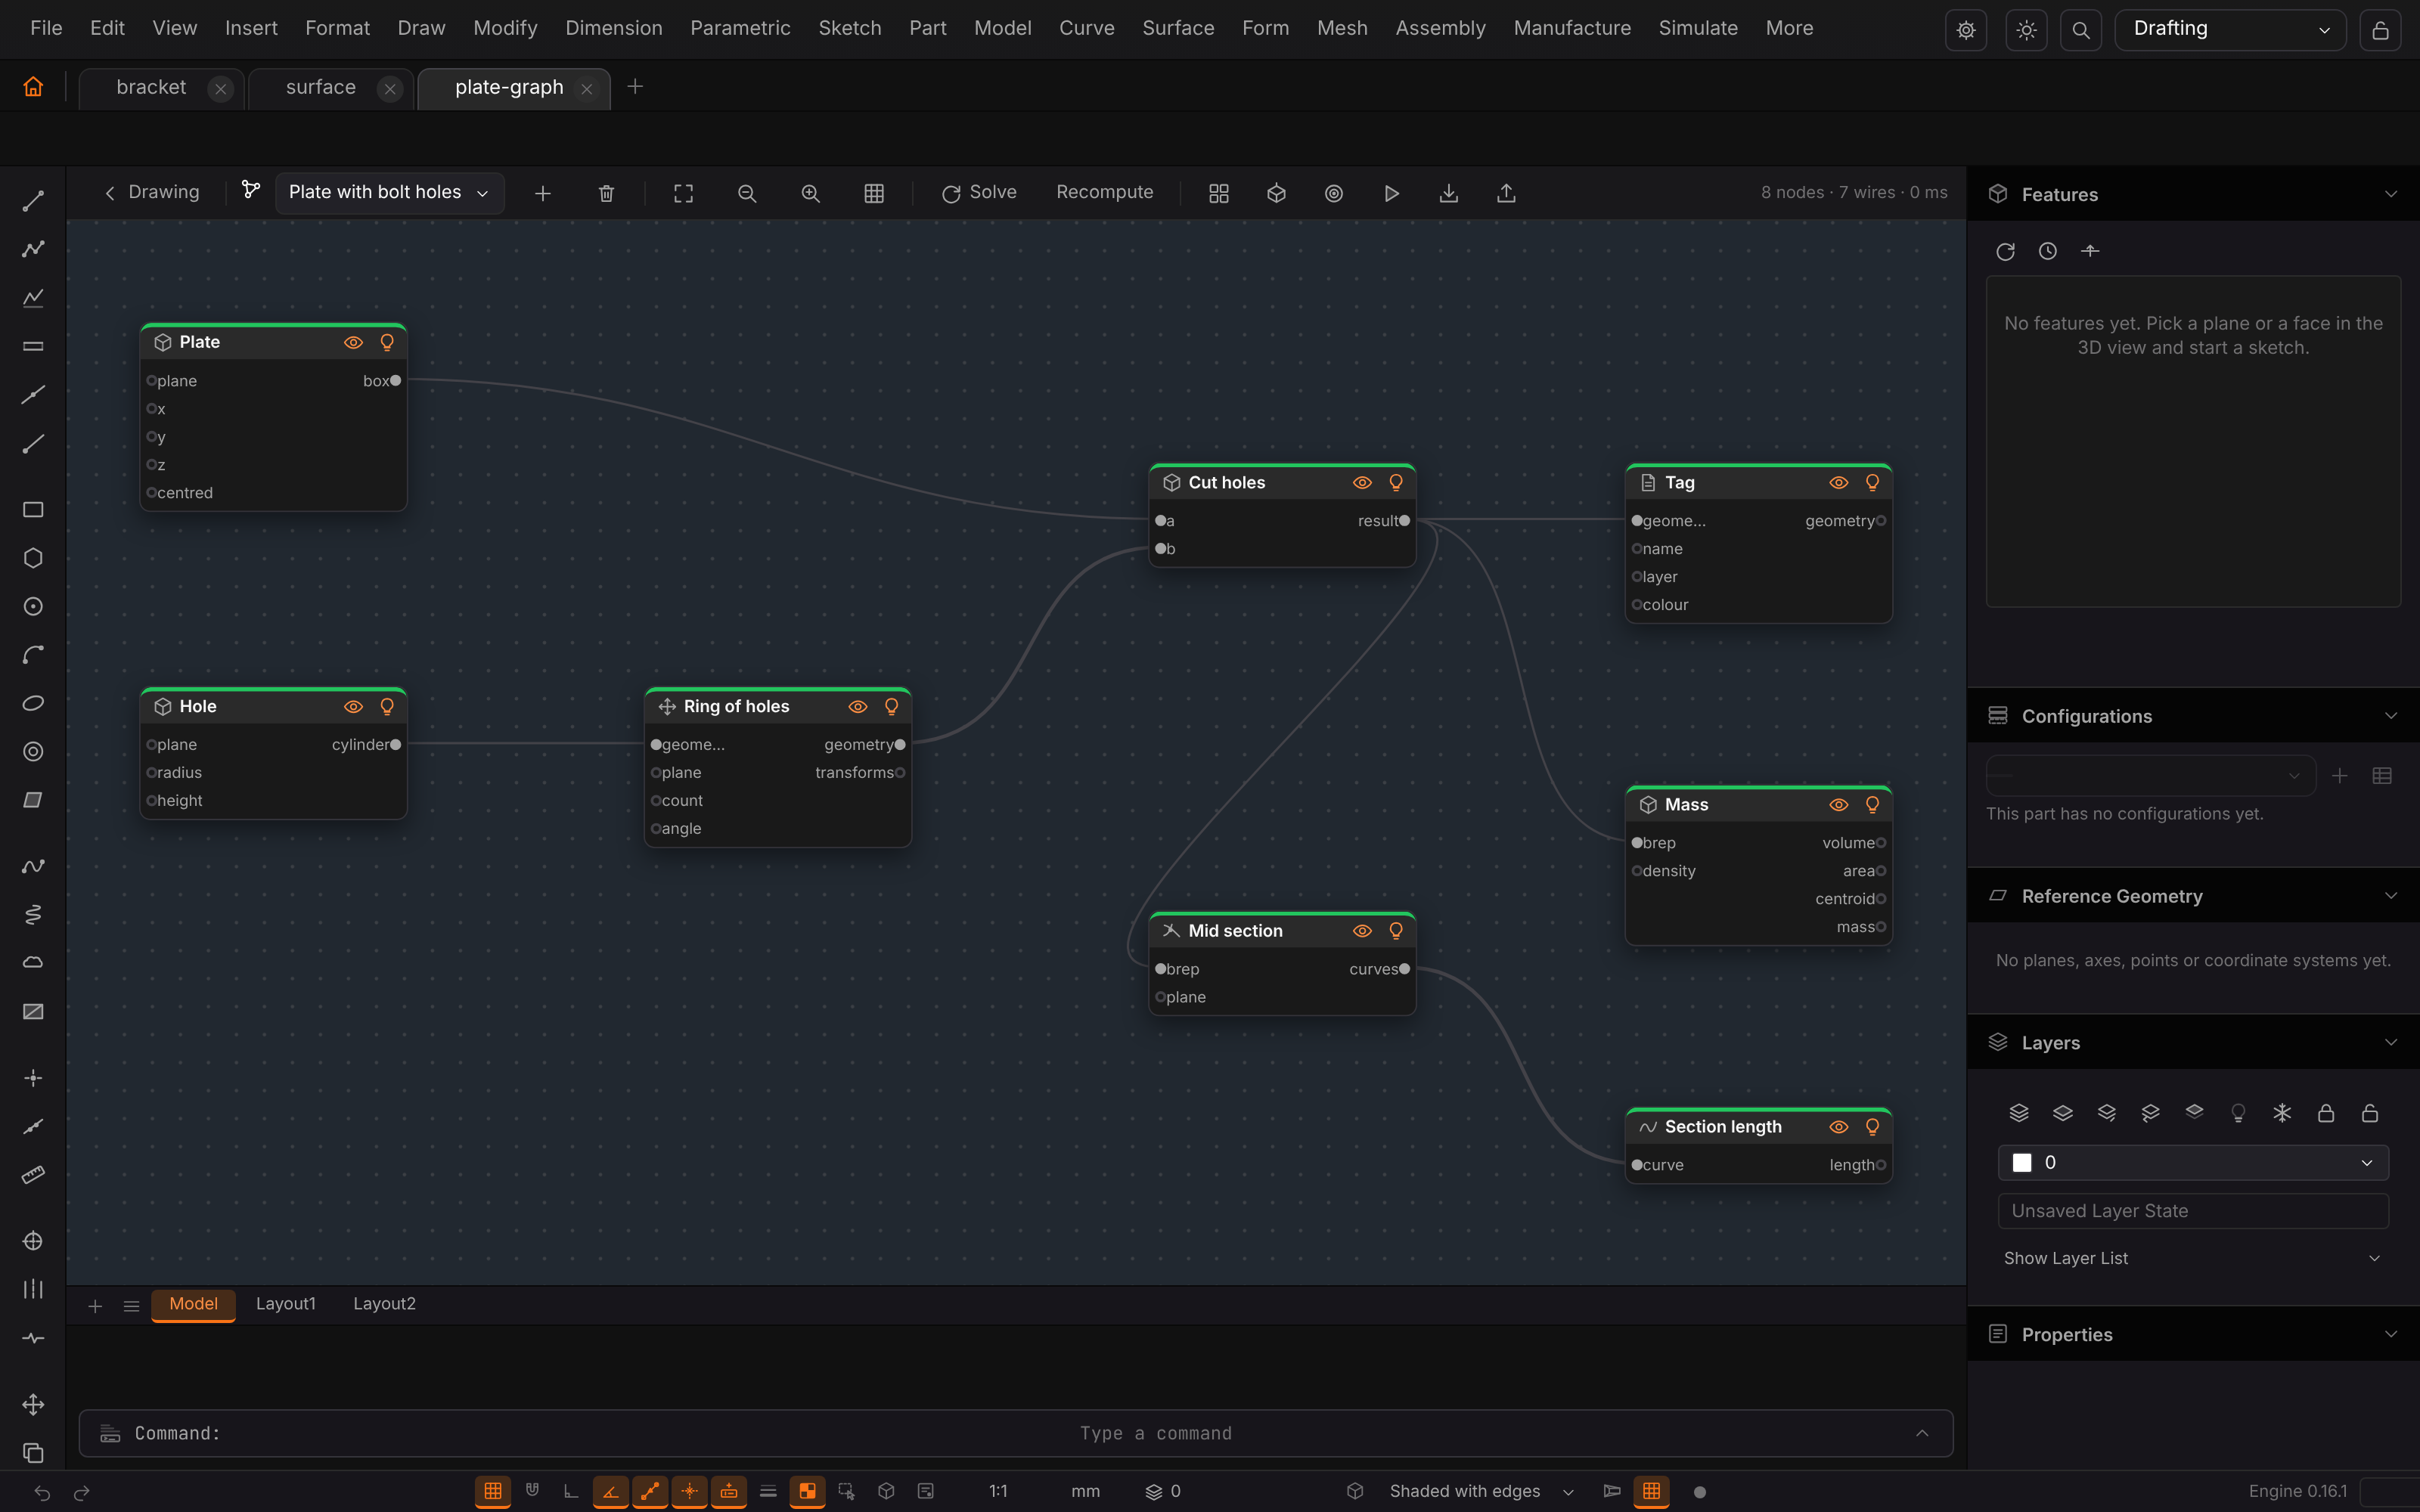 File Edit View Insert Format Draw Modify Dimension Parametric Sketch Part Model Curve Surface Form Mesh Assembly Manufacture Simulate More Drafting
bracket surface plate-graph
Drawing Plate with bolt holes Solve Recompute 8 nodes · 7 wires · 0 ms
Plate
plane box
x
y
z
centred
Hole
plane cylinder
radius
height
Ring of holes
geome... geometry
plane transforms
count
angle
Cut holes
a result
b
Tag
geome... geometry
name
layer
colour
Mass
brep volume
density area
centroid
mass
Mid section
brep curves
plane
Section length
curve length
Features
No features yet. Pick a plane or a face in the
3D view and start a sketch.
Configurations
This part has no configurations yet.
Reference Geometry
No planes, axes, points or coordinate systems yet.
Layers
0
Unsaved Layer State
Show Layer List
Properties
Model Layout1 Layout2
Command: Type a command
1:1 mm 0 Shaded with edges Engine 0.16.1